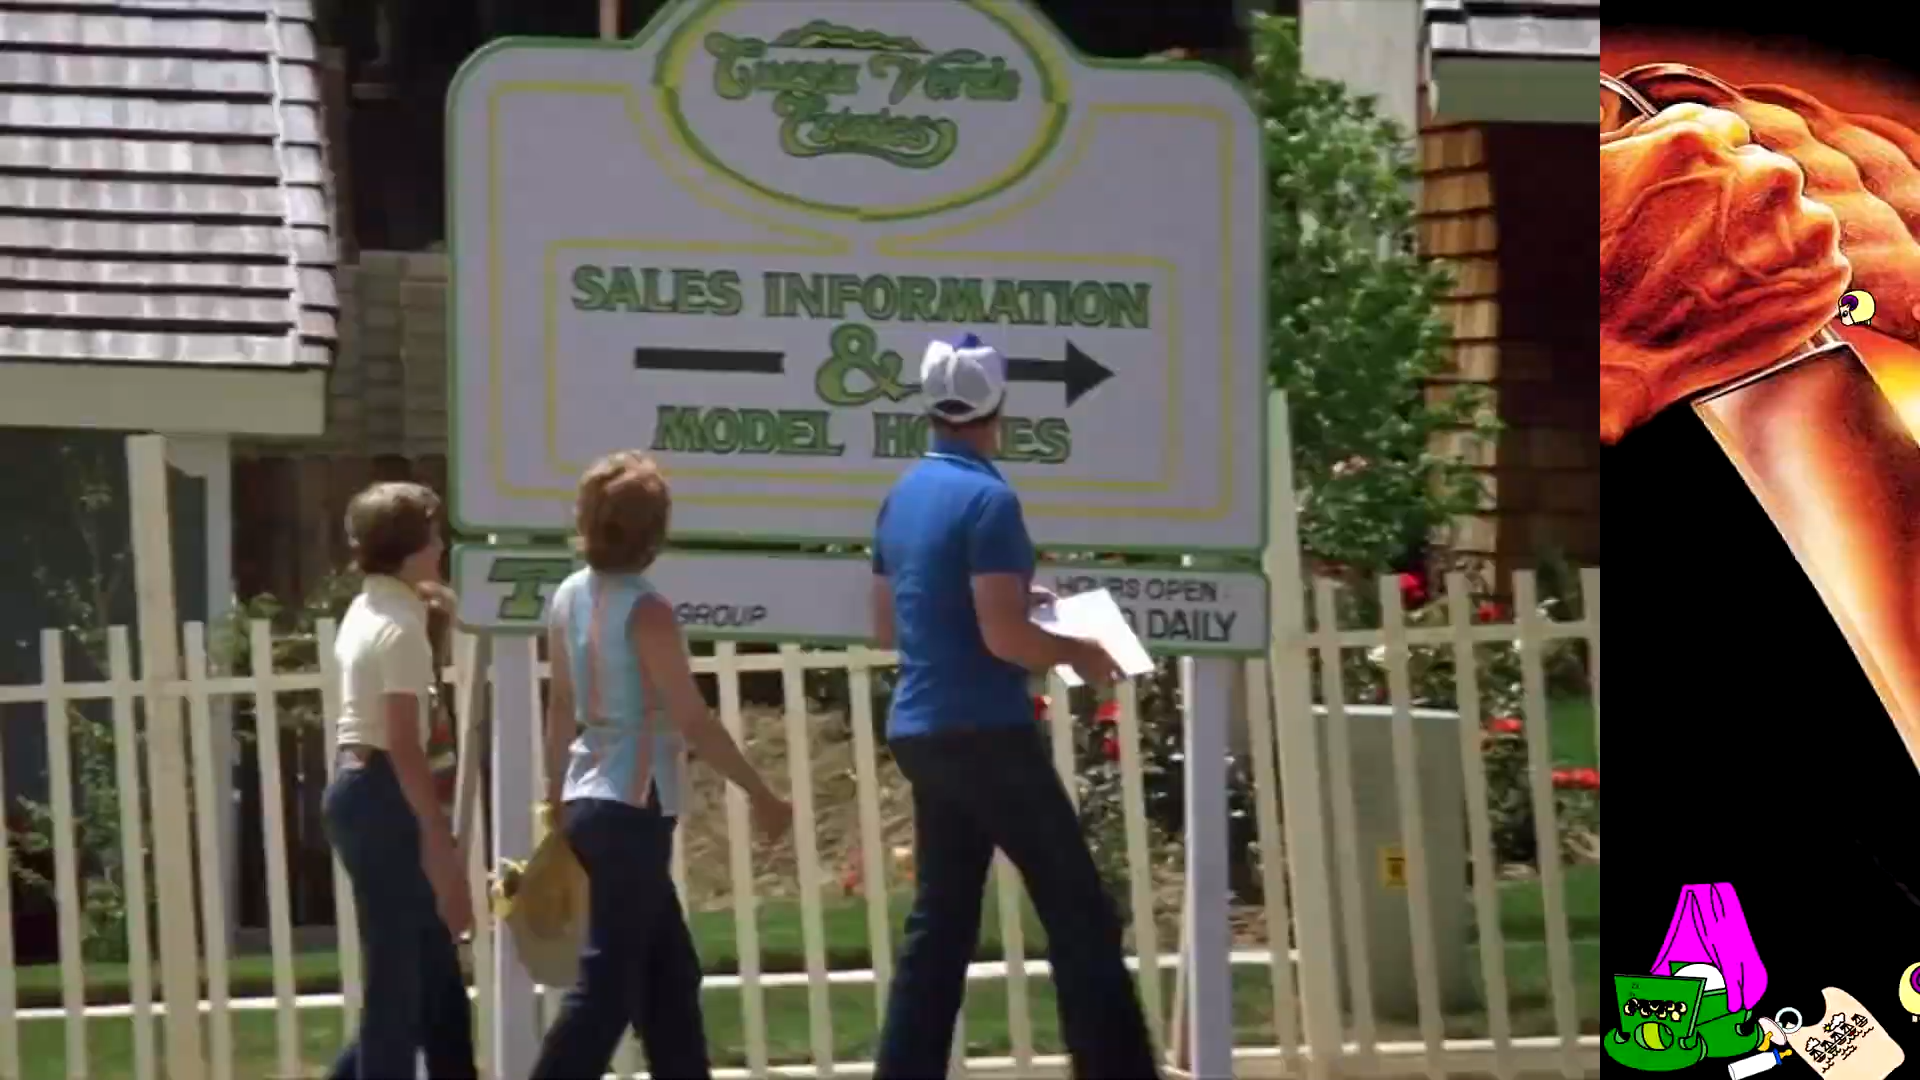 Cuesta Verde
Estates
SALES INFORMATION
&
MODEL HOMES
T GROUP
HOURS OPEN
DAILY